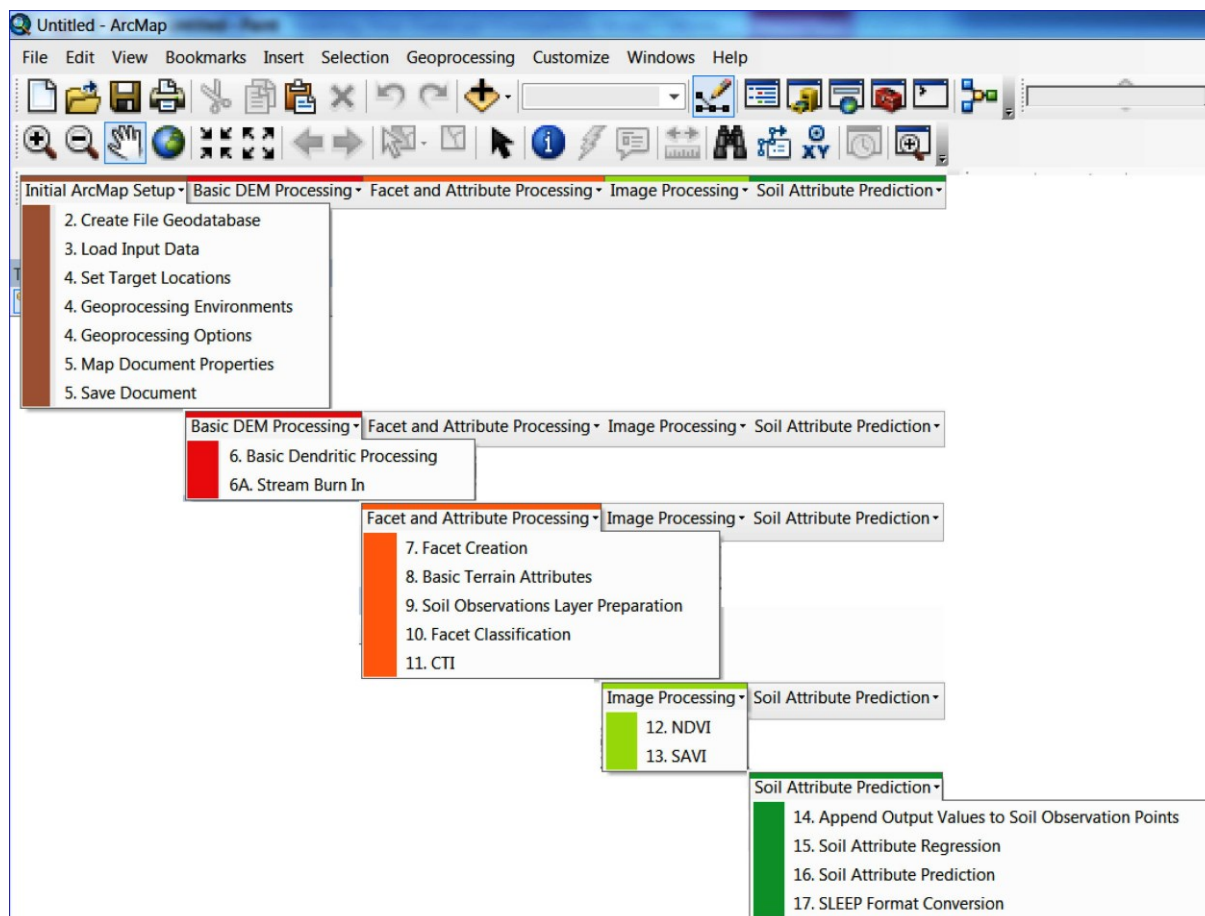 Untitled - ArcMap
File Edit View Bookmarks Insert Selection Geoprocessing Customize Windows Help
XY
Initial ArcMap Setup Basic DEM Processing Facet and Attribute Processing Image Processing Soil Attribute Prediction
2. Create File Geodatabase
3. Load Input Data
4. Set Target Locations
4. Geoprocessing Environments
4. Geoprocessing Options
5. Map Document Properties
5. Save Document
Basic DEM Processing Facet and Attribute Processing Image Processing Soil Attribute Prediction
6. Basic Dendritic Processing
6A. Stream Burn In
Facet and Attribute Processing Image Processing Soil Attribute Prediction
7. Facet Creation
8. Basic Terrain Attributes
9. Soil Observations Layer Preparation
10. Facet Classification
11. CTI
Image Processing Soil Attribute Prediction
12. NDVI
13. SAVI
Soil Attribute Prediction
14. Append Output Values to Soil Observation Points
15. Soil Attribute Regression
16. Soil Attribute Prediction
17. SLEEP Format Conversion